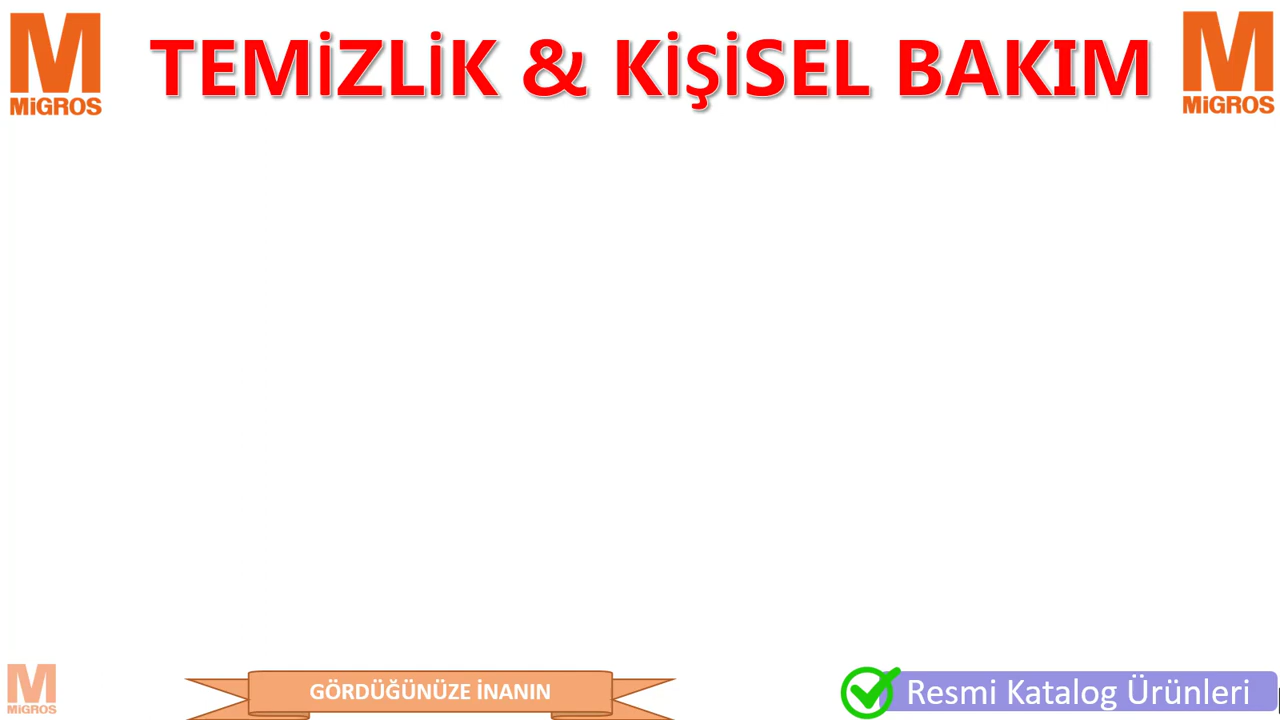 MiGROS
TEMİZLİK & KİŞİSEL BAKIM
MiGROS
MiGROS
GÖRDÜĞÜNÜZE İNANIN
Resmi Katalog Ürünleri